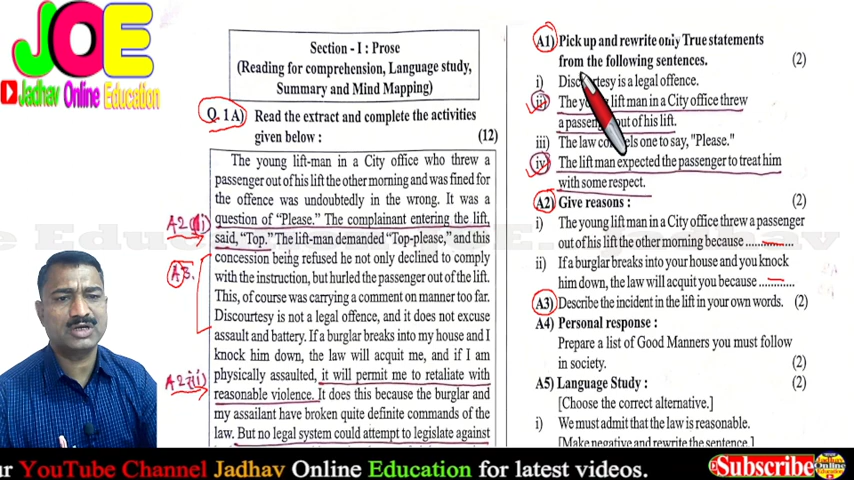 JOE
Jadhav Online Education
Section - I : Prose
(Reading for comprehension, Language study,
Summary and Mind Mapping)
Q. 1 A) Read the extract and complete the activities
given below : (12)
The young lift-man in a City office who threw a
passenger out of his lift the other morning and was fined for
the offence was undoubtedly in the wrong. It was a
question of "Please." The complainant entering the lift,
said, "Top." The lift-man demanded "Top-please," and this
concession being refused he not only declined to comply
with the instruction, but hurled the passenger out of the lift.
This, of course was carrying a comment on manner too far.
Discourtesy is not a legal offence, and it does not excuse
assault and battery. If a burglar breaks into my house and I
knock him down, the law will acquit me, and if I am
physically assaulted, it will permit me to retaliate with
reasonable violence. It does this because the burglar and
my assailant have broken quite definite commands of the
law. But no legal system could attempt to legislate against
A2 i)
A3.
A2 ii)
A1) Pick up and rewrite only True statements
from the following sentences. (2)
i) is a legal offence.
ii) The lift man in a City office threw
a out of his lift.
iii) The law one to say, "Please."
iv) The lift man expected the passenger to treat him
with some respect.
A2) Give reasons : (2)
i) The young lift-man in a City office threw a passenger
out of his lift the other morning because ............
ii) If a burglar breaks into your house and you knock
him down, the law will acquit you because ............
A3) Describe the incident in the lift in your own words. (2)
A4) Personal response :
Prepare a list of Good Manners you must follow
in society. (2)
A5) Language Study : (2)
[Choose the correct alternative.]
i) We must admit that the law is reasonable.
[Make negative and rewrite the sentence.]
ur YouTube Channel Jadhav Online Education for latest videos.
Subscribe